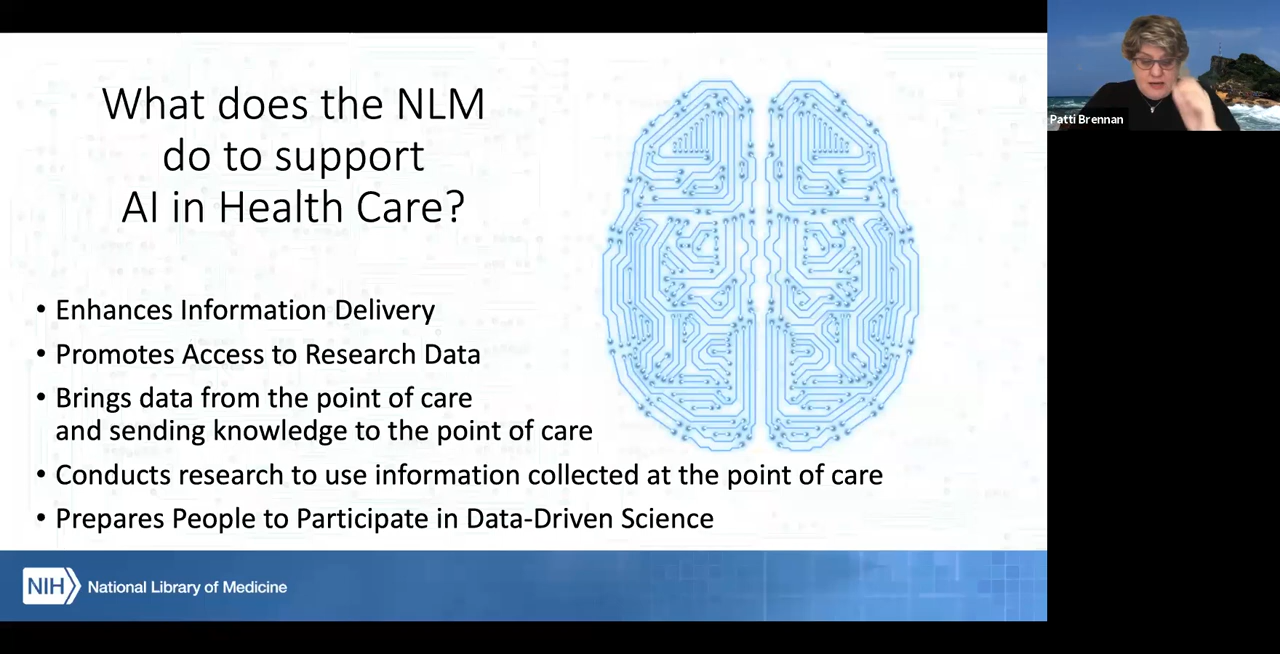 What does the NLM
do to support
AI in Health Care?
• Enhances Information Delivery
• Promotes Access to Research Data
• Brings data from the point of care
and sending knowledge to the point of care
• Conducts research to use information collected at the point of care
• Prepares People to Participate in Data-Driven Science
NIH National Library of Medicine
Patti Brennan